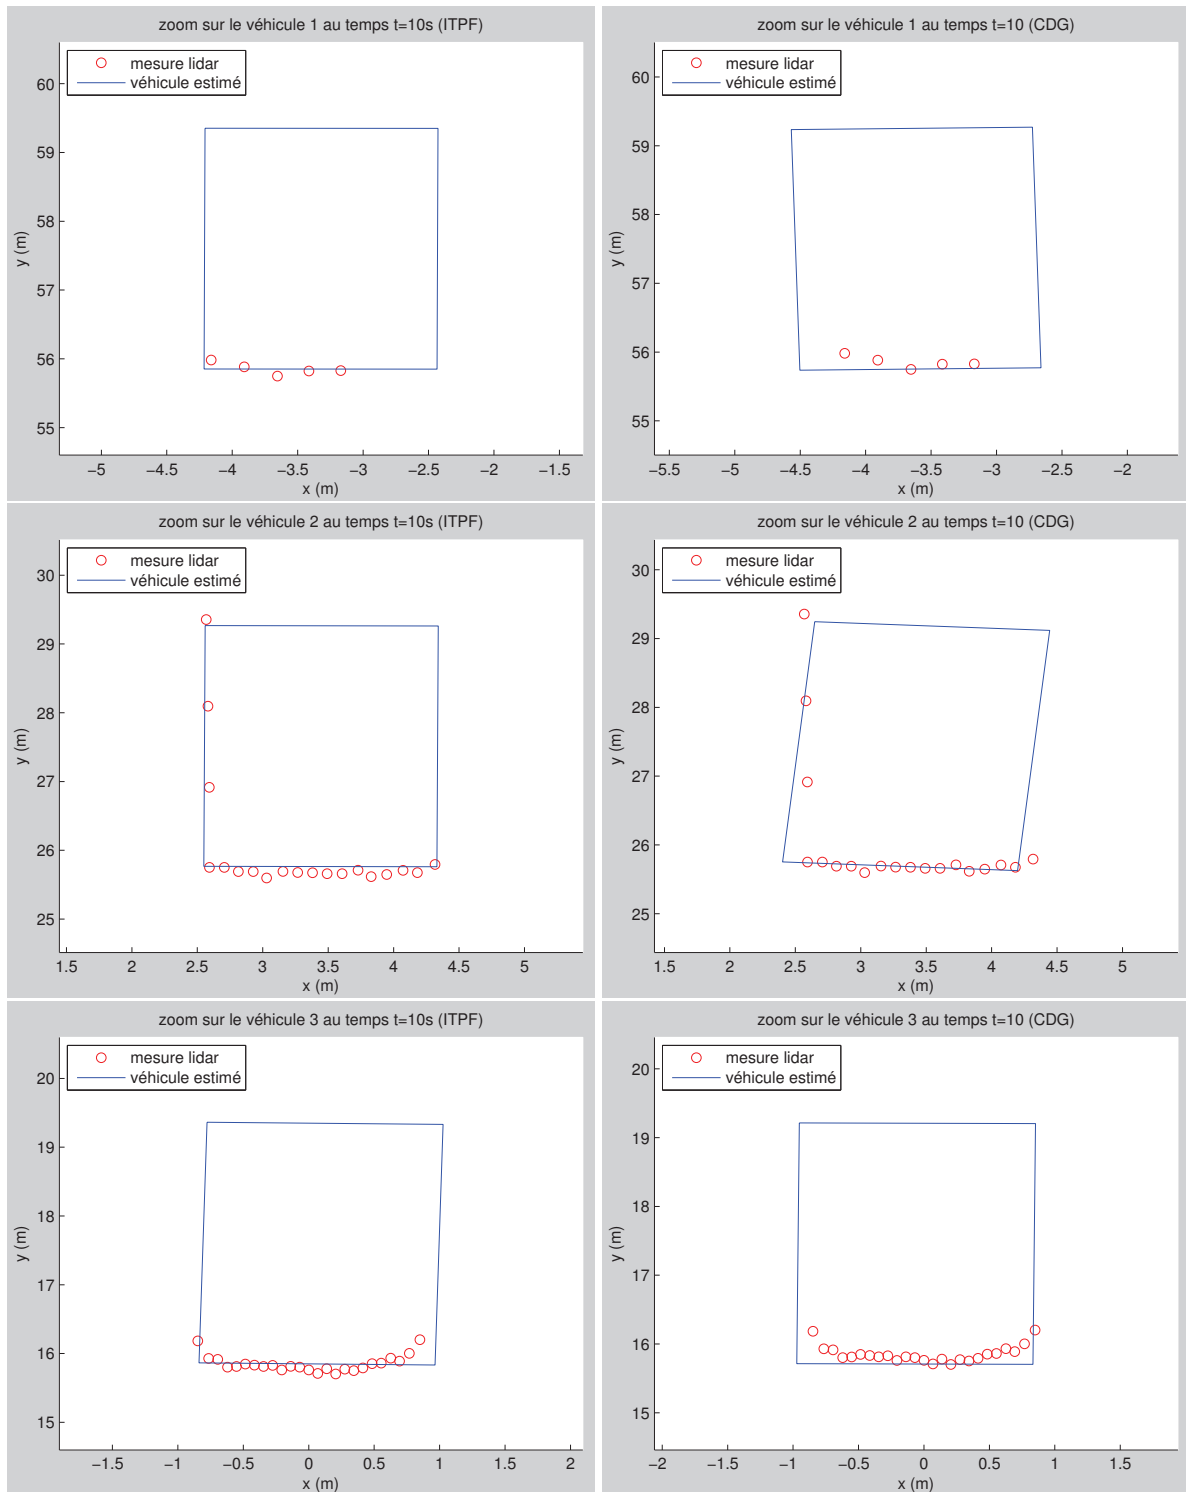 zoom sur le véhicule 1 au temps t=10s (ITPF)
mesure lidar
véhicule estimé
60
59
58
57
56
55
y (m)
−5 −4.5 −4 −3.5 −3 −2.5 −2 −1.5
x (m)
zoom sur le véhicule 1 au temps t=10 (CDG)
mesure lidar
véhicule estimé
60
59
58
57
56
55
y (m)
−5.5 −5 −4.5 −4 −3.5 −3 −2.5 −2
x (m)
zoom sur le véhicule 2 au temps t=10s (ITPF)
mesure lidar
véhicule estimé
30
29
28
27
26
25
y (m)
1.5 2 2.5 3 3.5 4 4.5 5
x (m)
zoom sur le véhicule 2 au temps t=10 (CDG)
mesure lidar
véhicule estimé
30
29
28
27
26
25
y (m)
1.5 2 2.5 3 3.5 4 4.5 5
x (m)
zoom sur le véhicule 3 au temps t=10s (ITPF)
mesure lidar
véhicule estimé
20
19
18
17
16
15
y (m)
−1.5 −1 −0.5 0 0.5 1 1.5 2
x (m)
zoom sur le véhicule 3 au temps t=10 (CDG)
mesure lidar
véhicule estimé
20
19
18
17
16
15
y (m)
−2 −1.5 −1 −0.5 0 0.5 1 1.5
x (m)